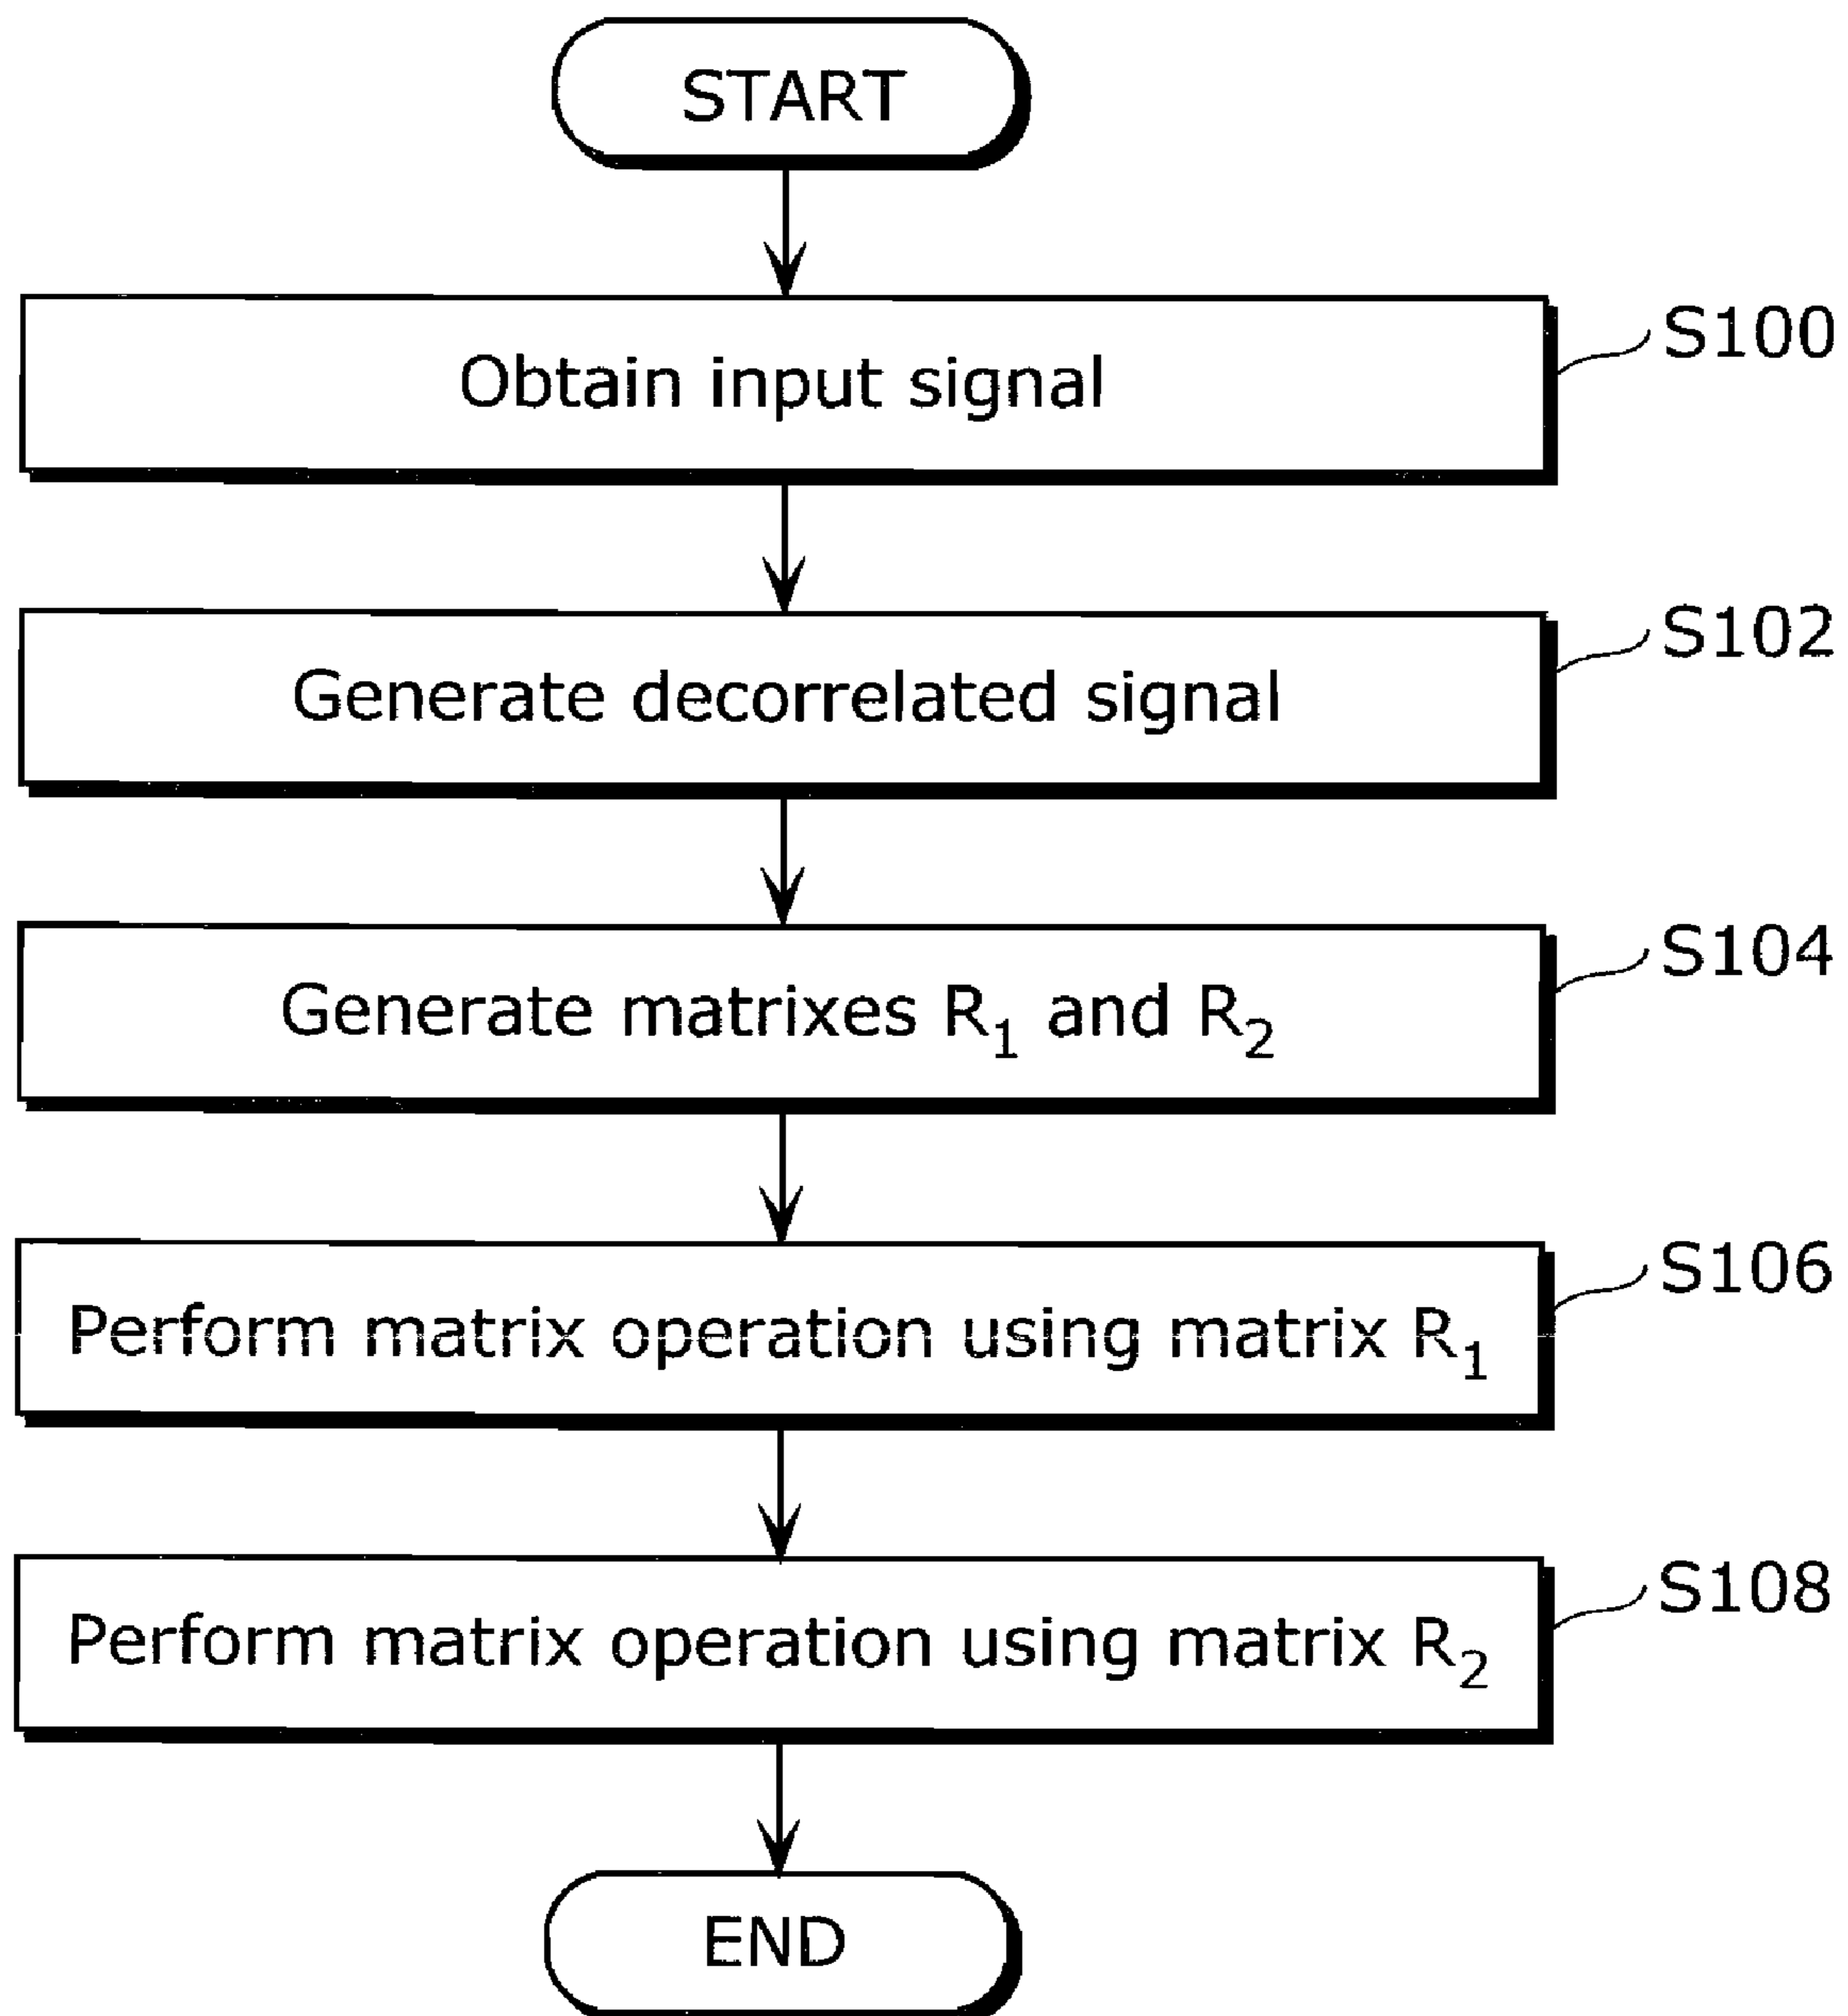 START
Obtain input signal
S100
Generate decorrelated signal
S102
Generate matrixes R₁ and R₂
S104
Perform matrix operation using matrix R₁
S106
Perform matrix operation using matrix R₂
S108
END